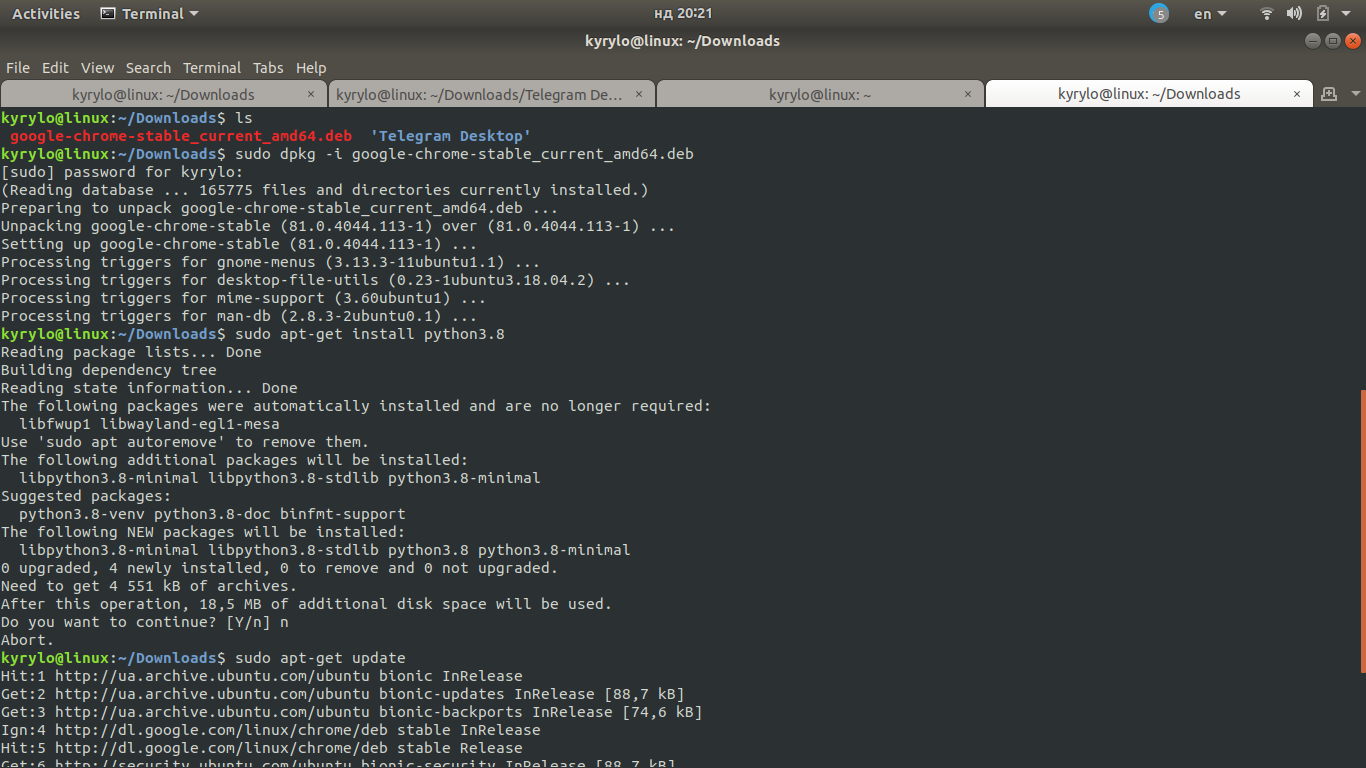 Activities Terminal нд 20:21 5 en
kyrylo@linux: ~/Downloads
File Edit View Search Terminal Tabs Help
kyrylo@linux: ~/Downloads × kyrylo@linux: ~/Downloads/Telegram De... × kyrylo@linux: ~ × kyrylo@linux: ~/Downloads ×
kyrylo@linux:~/Downloads$ ls
google-chrome-stable_current_amd64.deb 'Telegram Desktop'
kyrylo@linux:~/Downloads$ sudo dpkg -i google-chrome-stable_current_amd64.deb
[sudo] password for kyrylo:
(Reading database ... 165775 files and directories currently installed.)
Preparing to unpack google-chrome-stable_current_amd64.deb ...
Unpacking google-chrome-stable (81.0.4044.113-1) over (81.0.4044.113-1) ...
Setting up google-chrome-stable (81.0.4044.113-1) ...
Processing triggers for gnome-menus (3.13.3-11ubuntu1.1) ...
Processing triggers for desktop-file-utils (0.23-1ubuntu3.18.04.2) ...
Processing triggers for mime-support (3.60ubuntu1) ...
Processing triggers for man-db (2.8.3-2ubuntu0.1) ...
kyrylo@linux:~/Downloads$ sudo apt-get install python3.8
Reading package lists... Done
Building dependency tree
Reading state information... Done
The following packages were automatically installed and are no longer required:
libfwup1 libwayland-egl1-mesa
Use 'sudo apt autoremove' to remove them.
The following additional packages will be installed:
libpython3.8-minimal libpython3.8-stdlib python3.8-minimal
Suggested packages:
python3.8-venv python3.8-doc binfmt-support
The following NEW packages will be installed:
libpython3.8-minimal libpython3.8-stdlib python3.8 python3.8-minimal
0 upgraded, 4 newly installed, 0 to remove and 0 not upgraded.
Need to get 4 551 kB of archives.
After this operation, 18,5 MB of additional disk space will be used.
Do you want to continue? [Y/n] n
Abort.
kyrylo@linux:~/Downloads$ sudo apt-get update
Hit:1 http://ua.archive.ubuntu.com/ubuntu bionic InRelease
Get:2 http://ua.archive.ubuntu.com/ubuntu bionic-updates InRelease [88,7 kB]
Get:3 http://ua.archive.ubuntu.com/ubuntu bionic-backports InRelease [74,6 kB]
Ign:4 http://dl.google.com/linux/chrome/deb stable InRelease
Hit:5 http://dl.google.com/linux/chrome/deb stable Release
Get:6 http://security.ubuntu.com/ubuntu bionic-security InRelease [88,7 kB]